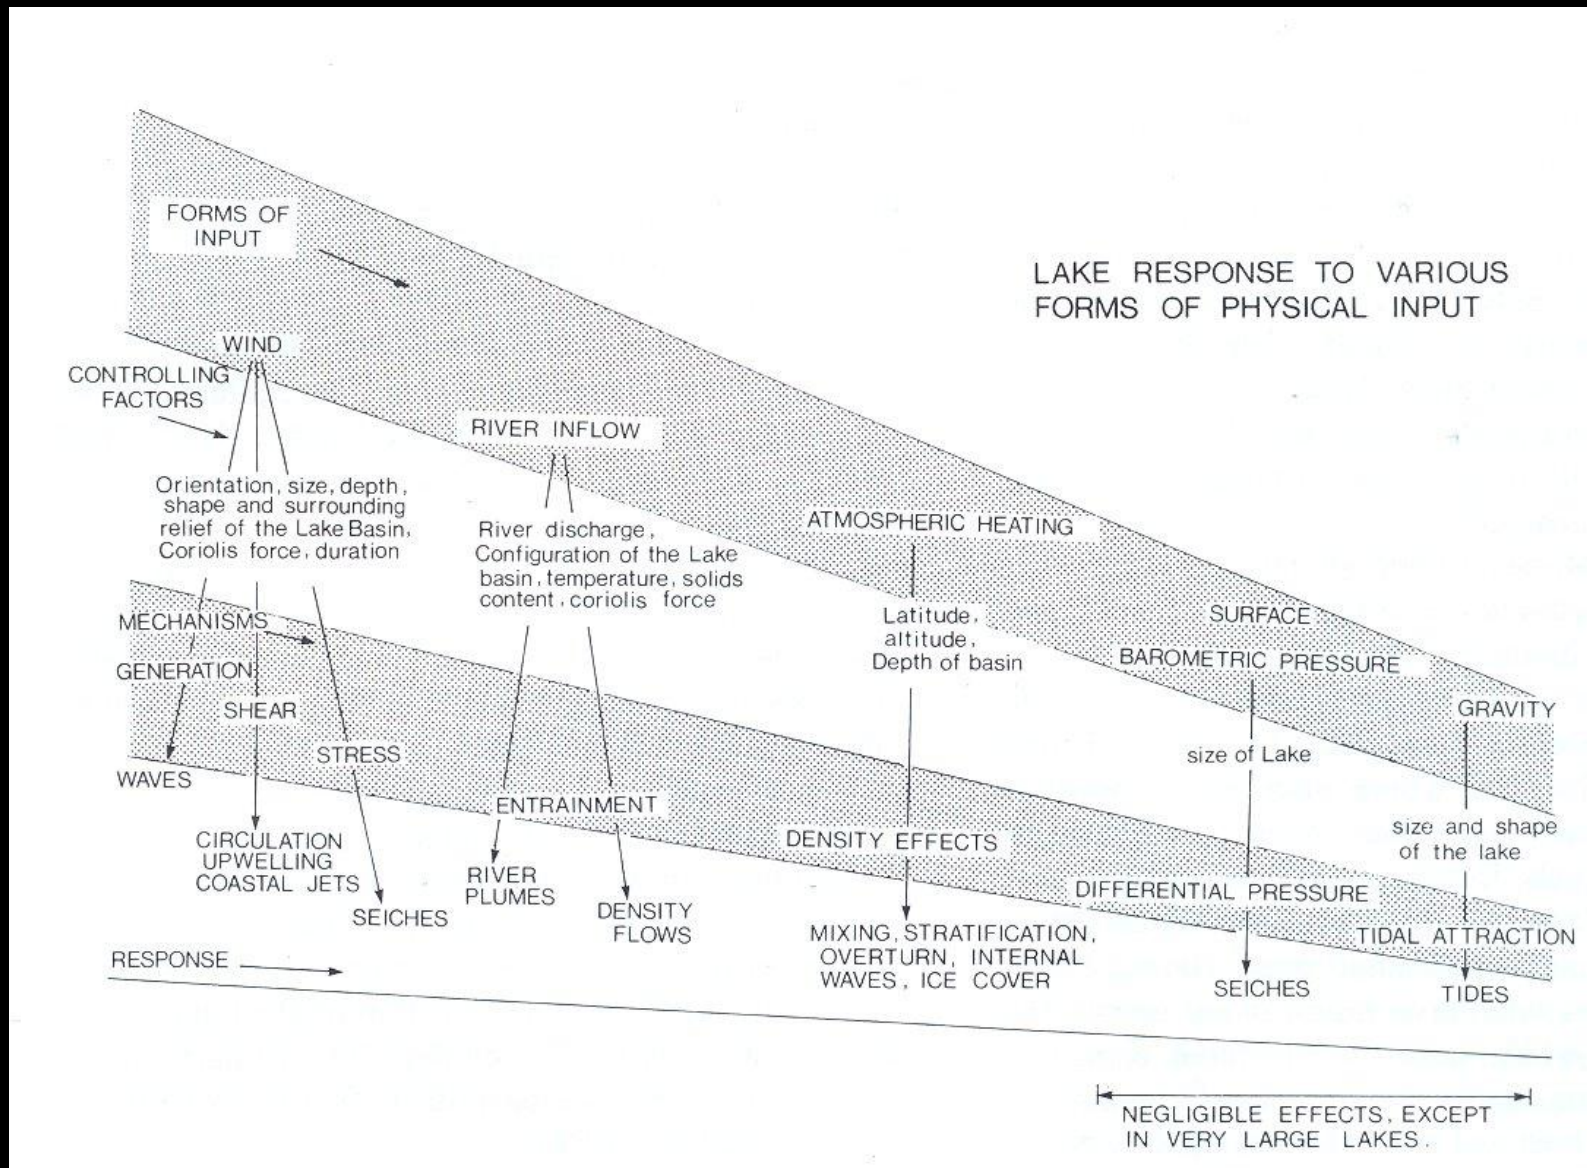 FORMS OF
INPUT
LAKE RESPONSE TO VARIOUS
FORMS OF PHYSICAL INPUT
WIND
CONTROLLING
FACTORS
RIVER INFLOW
Orientation, size, depth,
shape and surrounding
relief of the Lake Basin,
Coriolis force, duration
River discharge,
Configuration of the Lake
basin, temperature, solids
content, coriolis force
ATMOSPHERIC HEATING
Latitude,
altitude,
Depth of basin
SURFACE
BAROMETRIC PRESSURE
GRAVITY
size of Lake
size and shape
of the lake
MECHANISMS
GENERATION
SHEAR
STRESS
ENTRAINMENT
DENSITY EFFECTS
DIFFERENTIAL PRESSURE
TIDAL ATTRACTION
WAVES
CIRCULATION
UPWELLING
COASTAL JETS
SEICHES
RIVER
PLUMES
DENSITY
FLOWS
MIXING, STRATIFICATION,
OVERTURN, INTERNAL
WAVES, ICE COVER
SEICHES
TIDES
RESPONSE
NEGLIGIBLE EFFECTS, EXCEPT
IN VERY LARGE LAKES.